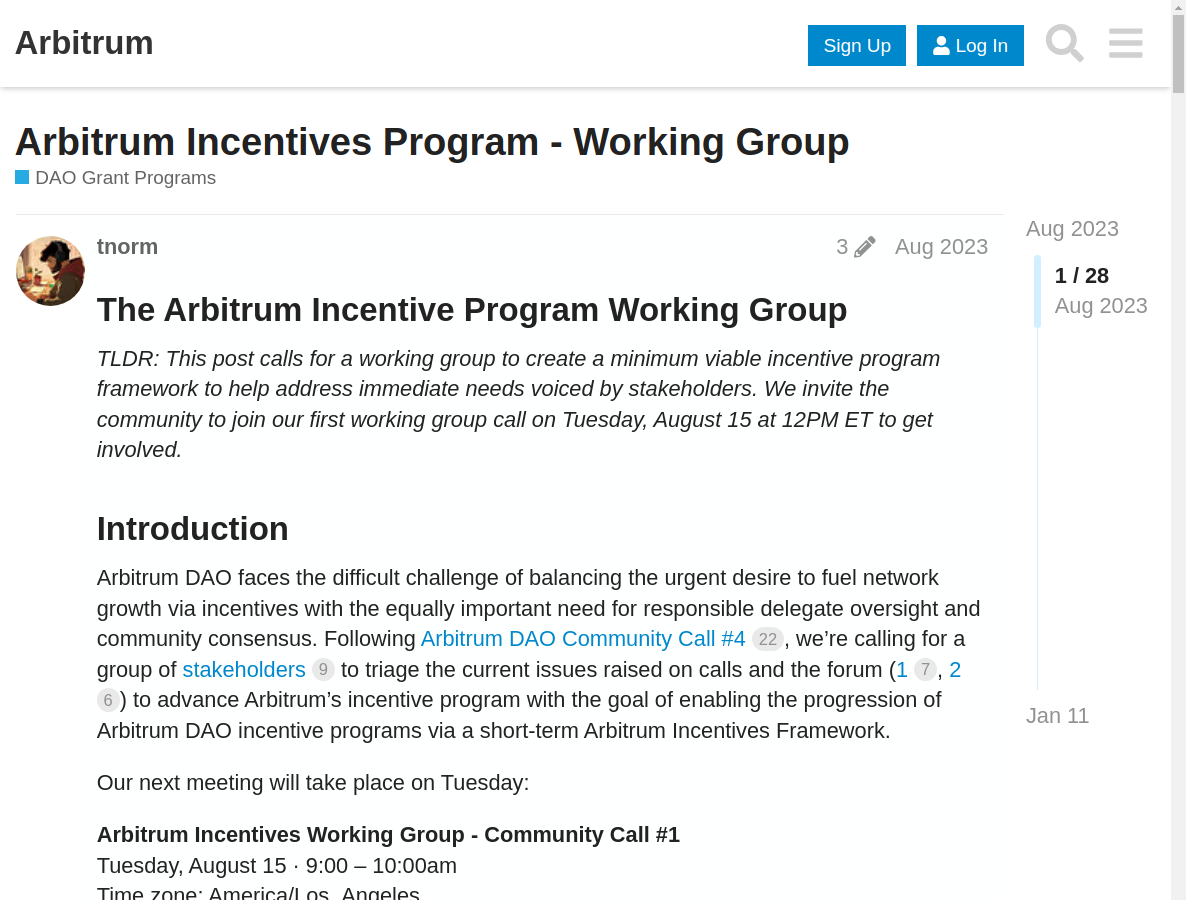 Arbitrum
Sign Up
Log In
Arbitrum Incentives Program - Working Group
DAO Grant Programs
tnorm
3
Aug 2023
Aug 2023
1 / 28
Aug 2023
The Arbitrum Incentive Program Working Group
TLDR: This post calls for a working group to create a minimum viable incentive program
framework to help address immediate needs voiced by stakeholders. We invite the
community to join our first working group call on Tuesday, August 15 at 12PM ET to get
involved.
Introduction
Arbitrum DAO faces the difficult challenge of balancing the urgent desire to fuel network
growth via incentives with the equally important need for responsible delegate oversight and
community consensus. Following Arbitrum DAO Community Call #4 22, we’re calling for a
group of stakeholders 9 to triage the current issues raised on calls and the forum (1 7, 2
6) to advance Arbitrum’s incentive program with the goal of enabling the progression of
Arbitrum DAO incentive programs via a short-term Arbitrum Incentives Framework.
Jan 11
Our next meeting will take place on Tuesday:
Arbitrum Incentives Working Group - Community Call #1
Tuesday, August 15 · 9:00 – 10:00am
Time zone: America/Los_Angeles